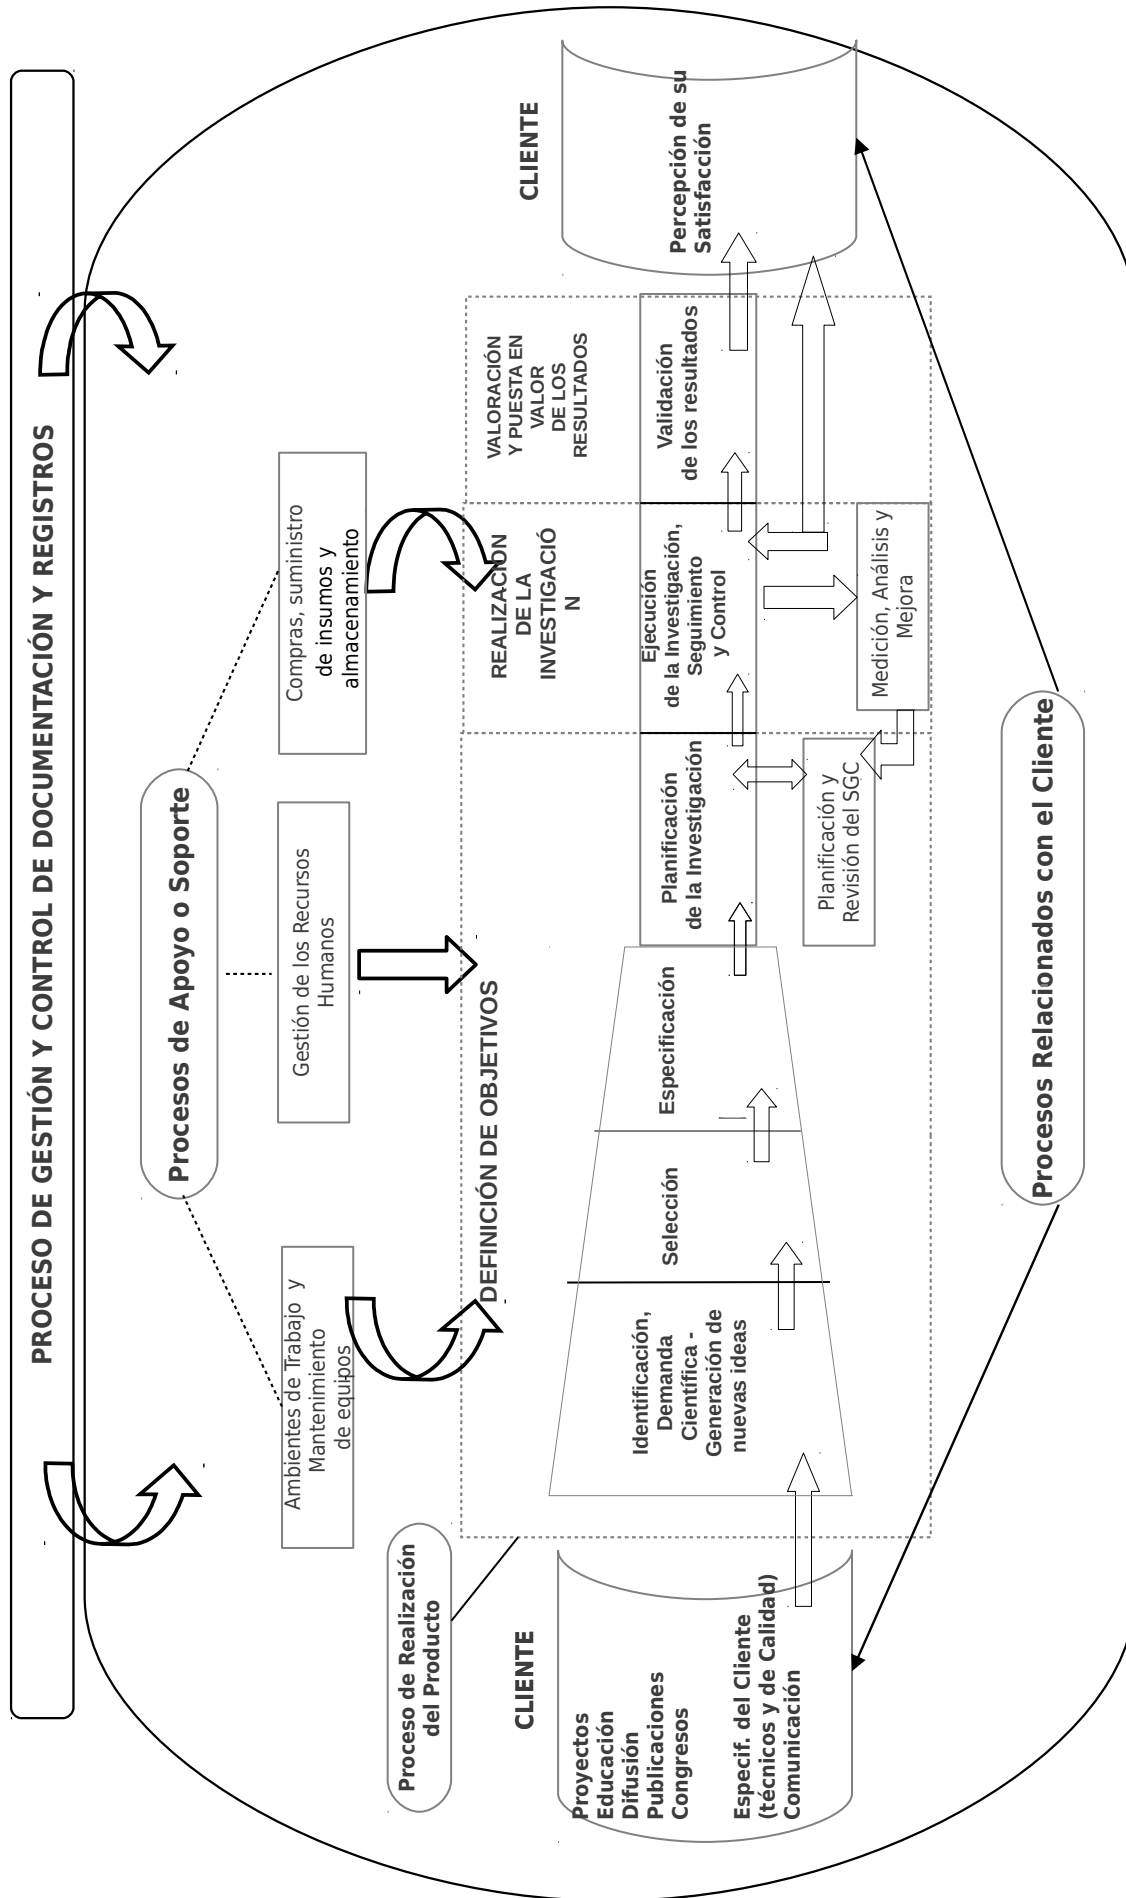 PROCESO DE GESTIÓN Y CONTROL DE DOCUMENTACIÓN Y REGISTROS
Procesos de Apoyo o Soporte
Ambientes de Trabajo y
Mantenimiento
de equipos
Gestión de los Recursos
Humanos
Compras, suministro
de insumos y
almacenamiento
Proceso de Realización
del Producto
DEFINICIÓN DE OBJETIVOS
REALIZACIÓN
DE LA
INVESTIGACIÓ
N
VALORACIÓN
Y PUESTA EN
VALOR
DE LOS
RESULTADOS
CLIENTE
Proyectos
Educación
Difusión
Publicaciones
Congresos
Especif. del Cliente
(técnicos y de Calidad)
Comunicación
Identificación,
Demanda
Científica -
Generación de
nuevas ideas
Selección
Especificación
Planificación
de la Investigación
Ejecución
de la Investigación,
Seguimiento
y Control
Validación
de los resultados
CLIENTE
Percepción de su
Satisfacción
Planificación y
Revisión del SGC
Medición, Análisis y
Mejora
Procesos Relacionados con el Cliente